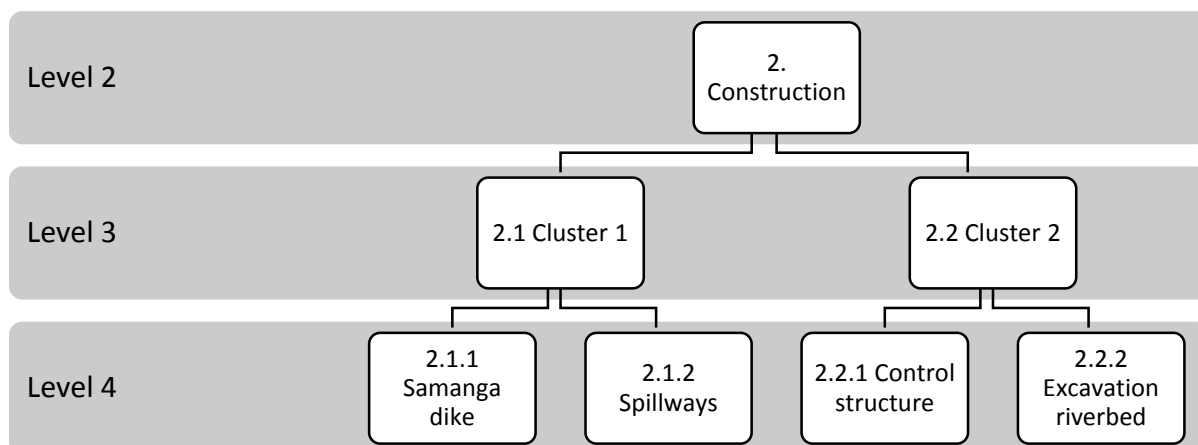 Level 2
2.
Construction
Level 3
2.1 Cluster 1
2.2 Cluster 2
Level 4
2.1.1
Samanga
dike
2.1.2
Spillways
2.2.1 Control
structure
2.2.2
Excavation
riverbed